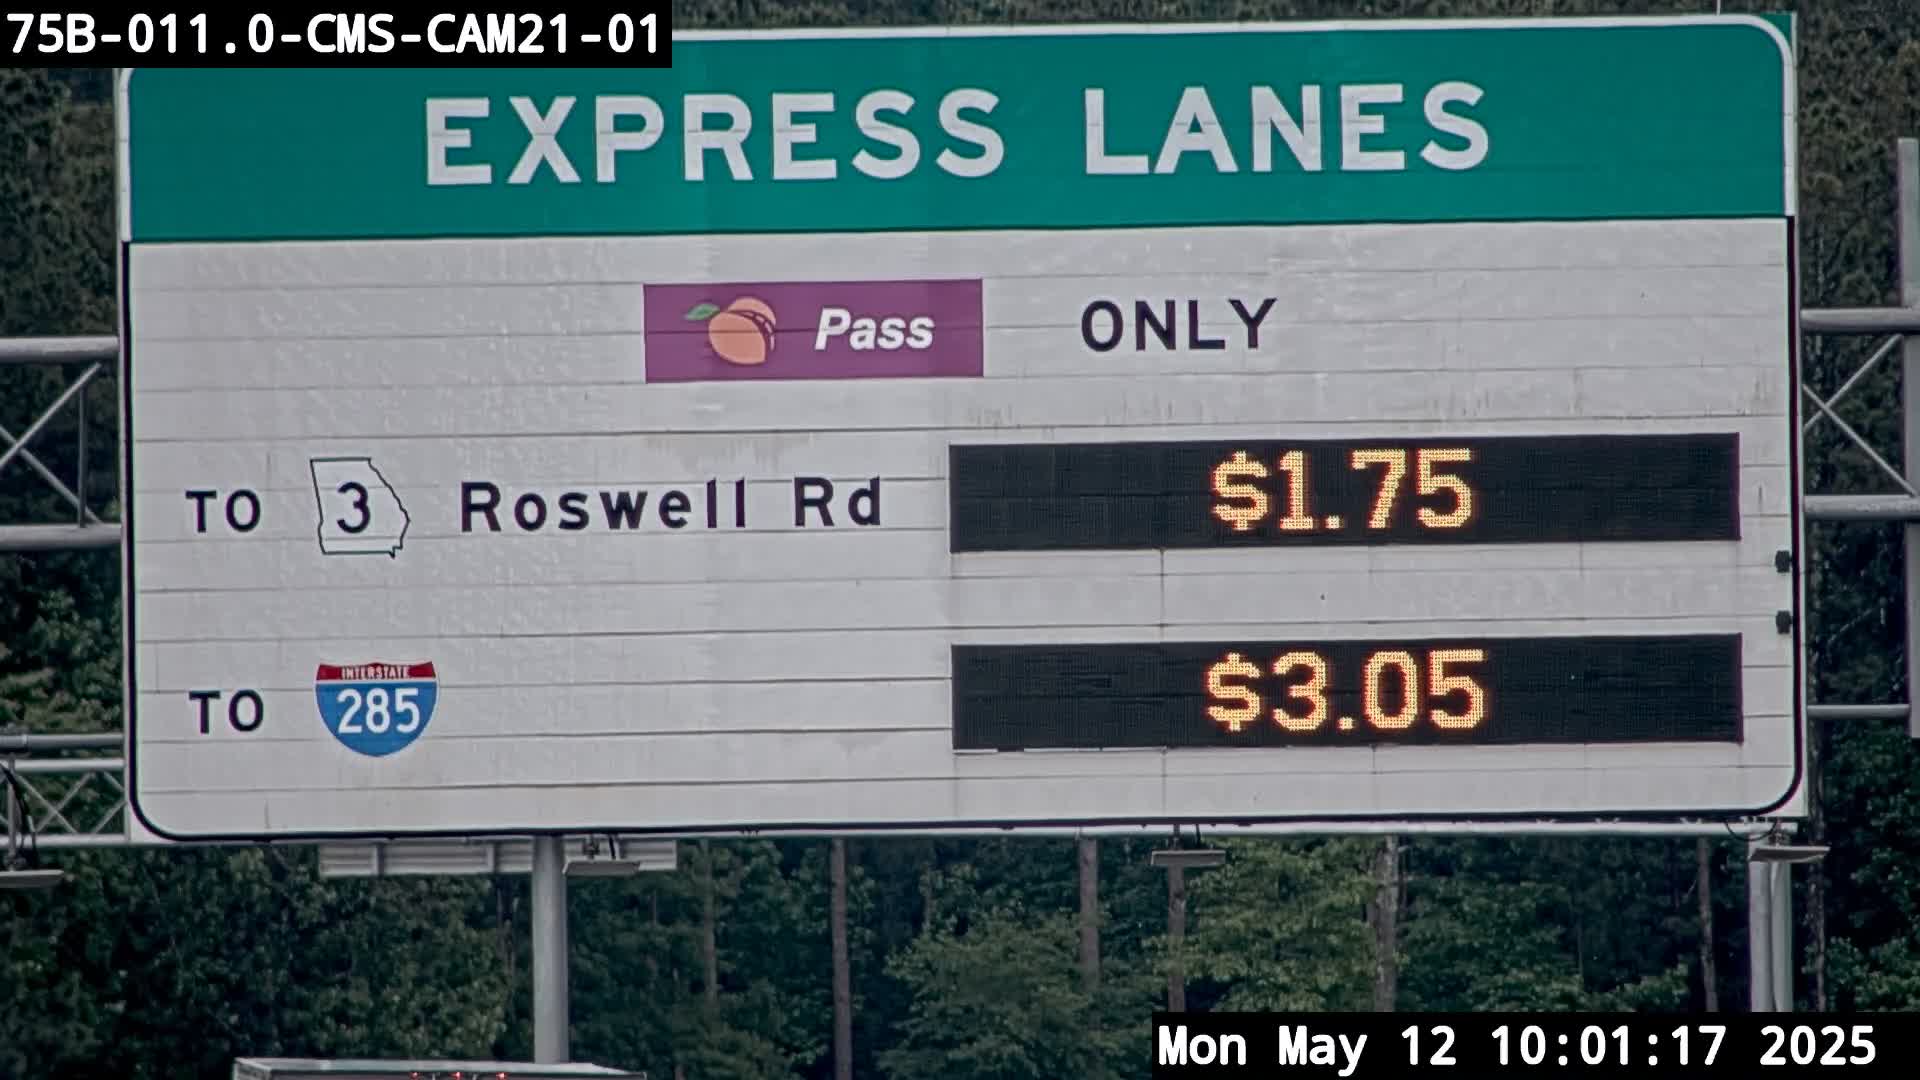 75B-011.0-CMS-CAM21-01
EXPRESS LANES
Pass ONLY
TO 3 Roswell Rd $1.75
INTERSTATE
TO 285 $3.05
Mon May 12 10:01:17 2025